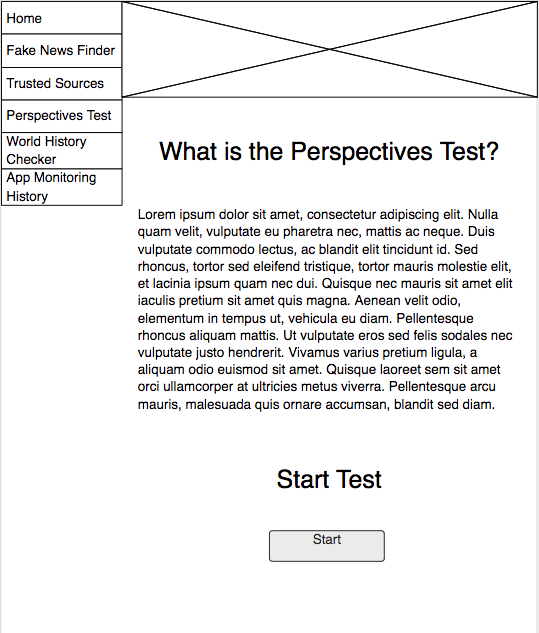 Home
Fake News Finder
Trusted Sources
Perspectives Test
World History
Checker
App Monitoring
History
What is the Perspectives Test?
Lorem ipsum dolor sit amet, consectetur adipiscing elit. Nulla
quam velit, vulputate eu pharetra nec, mattis ac neque. Duis
vulputate commodo lectus, ac blandit elit tincidunt id. Sed
rhoncus, tortor sed eleifend tristique, tortor mauris molestie elit,
et lacinia ipsum quam nec dui. Quisque nec mauris sit amet elit
iaculis pretium sit amet quis magna. Aenean velit odio,
elementum in tempus ut, vehicula eu diam. Pellentesque
rhoncus aliquam mattis. Ut vulputate eros sed felis sodales nec
vulputate justo hendrerit. Vivamus varius pretium ligula, a
aliquam odio euismod sit amet. Quisque laoreet sem sit amet
orci ullamcorper at ultricies metus viverra. Pellentesque arcu
mauris, malesuada quis ornare accumsan, blandit sed diam.
Start Test
Start